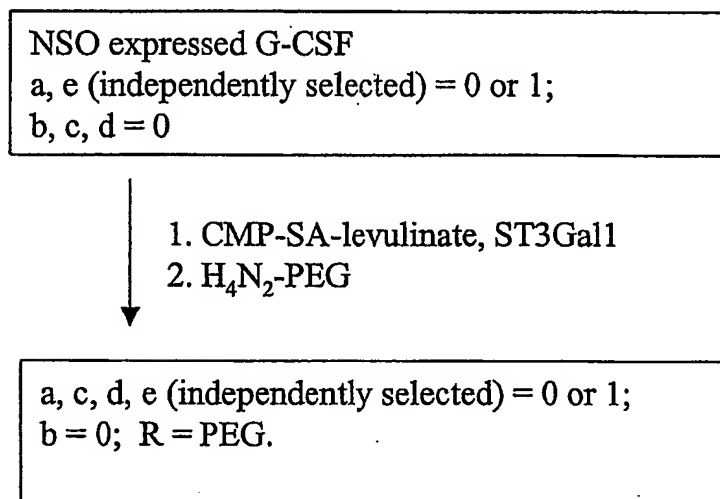 NSO expressed G-CSF
a, e (independently selected) = 0 or 1;
b, c, d = 0
1. CMP-SA-levulinate, ST3Gal1
2. H₄N₂-PEG
a, c, d, e (independently selected) = 0 or 1;
b = 0; R = PEG.